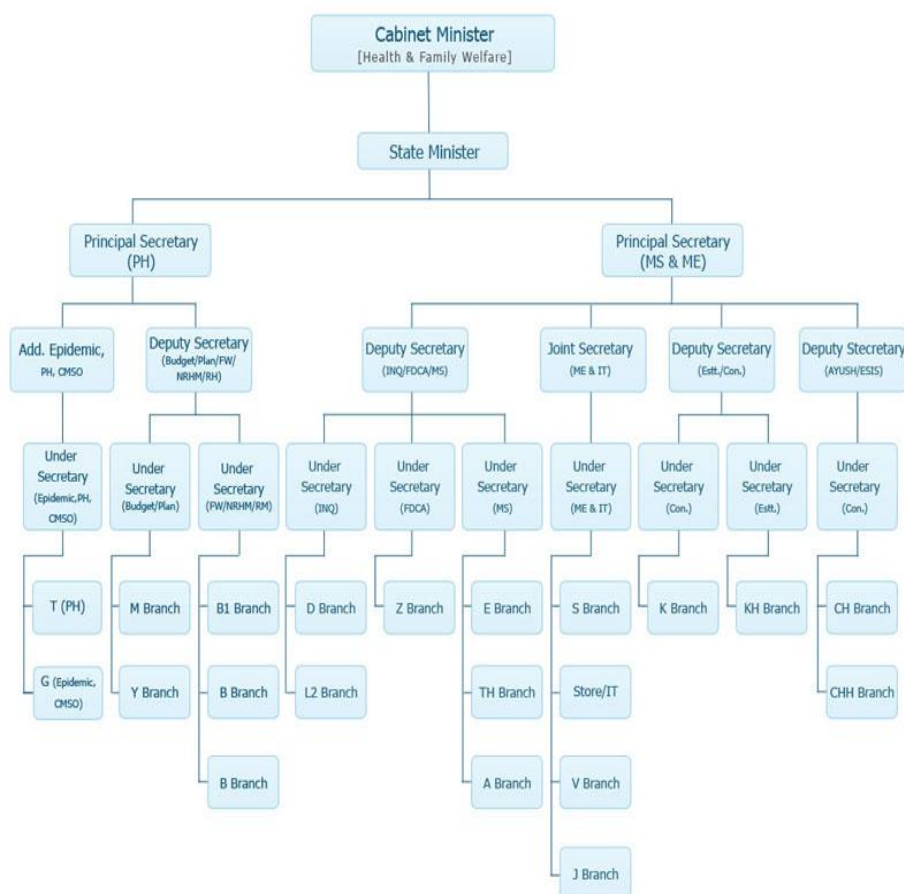 Cabinet Minister
[Health & Family Welfare]
State Minister
Principal Secretary
(PH)
Principal Secretary
(MS & ME)
Add. Epidemic,
PH, CMSO
Deputy Secretary
(Budget/Plan/FW/
NRHM/RH)
Deputy Secretary
(INQ/FDCA/MS)
Joint Secretary
(ME & IT)
Deputy Secretary
(Estt./Con.)
Deputy Stecretary
(AYUSH/ESIS)
Under
Secretary
(Epidemic,PH,
CMSO)
Under
Secretary
(Budget/Plan)
Under
Secretary
(FW/NRHM/RM)
Under
Secretary
(INQ)
Under
Secretary
(FDCA)
Under
Secretary
(MS)
Under
Secretary
(ME & IT)
Under
Secretary
(Con.)
Under
Secretary
(Estt.)
Under
Secretary
(Con.)
T (PH)
M Branch
B1 Branch
D Branch
Z Branch
E Branch
S Branch
K Branch
KH Branch
CH Branch
G (Epidemic,
CMSO)
Y Branch
B Branch
L2 Branch
TH Branch
Store/IT
CHH Branch
B Branch
A Branch
V Branch
J Branch